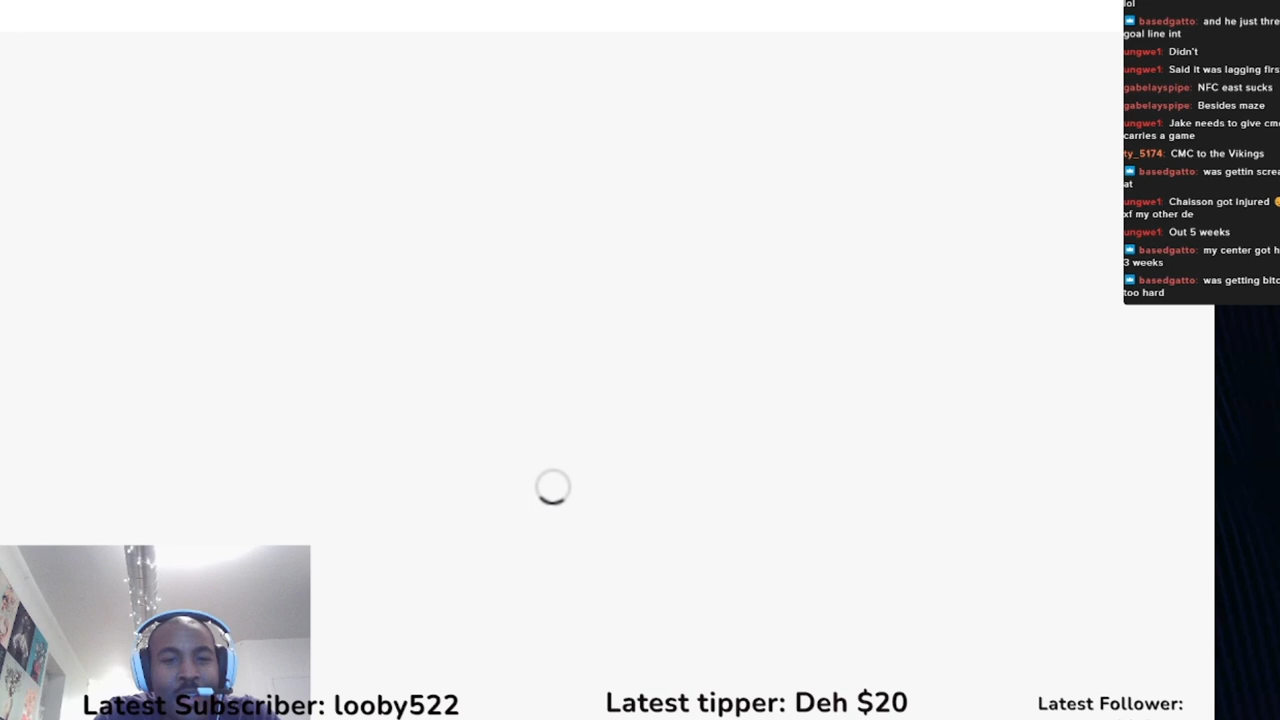 lol
basedgatto: and he just thre
goal line int
ungwe1: Didn't
ungwe1: Said it was lagging firs
gabelayspipe: NFC east sucks
gabelayspipe: Besides maze
ungwe1: Jake needs to give cmc
carries a game
ty_5174: CMC to the Vikings
basedgatto: was gettin screa
at
ungwe1: Chaisson got injured
xf my other de
ungwe1: Out 5 weeks
basedgatto: my center got h
3 weeks
basedgatto: was getting bitc
too hard
Latest Subscriber: looby522
Latest tipper: Deh $20
Latest Follower: